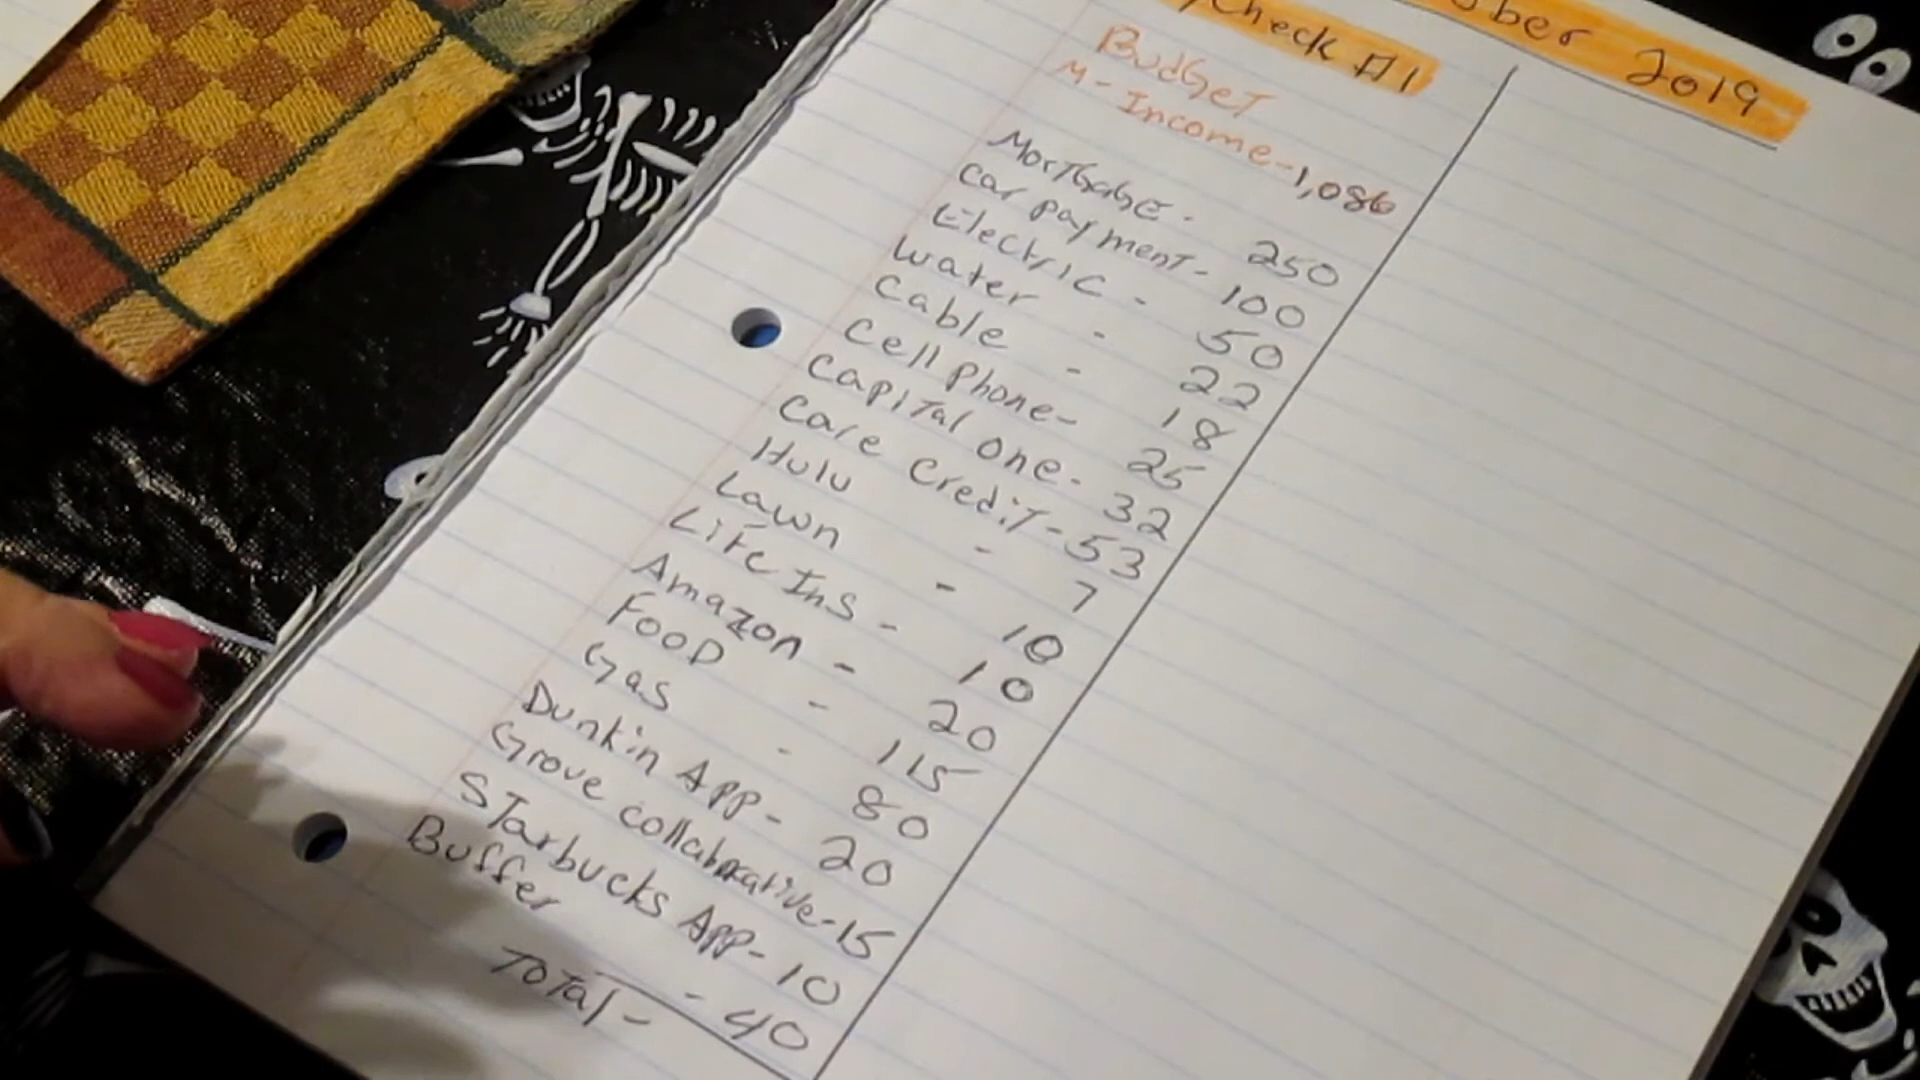 Check #1
2019
Budget
M- Income-1,086
Mortgage - 250
Car payment - 100
Electric - 50
Water - 22
Cable - 18
Cell Phone - 25
Capital One - 32
Care Credit - 53
Hulu - 7
Lawn - 10
Life Ins - 10
Amazon - 20
Food - 115
Gas - 80
Dunkin App - 20
Grove collaborative - 15
Starbucks App - 10
Buffer - 40
Total -